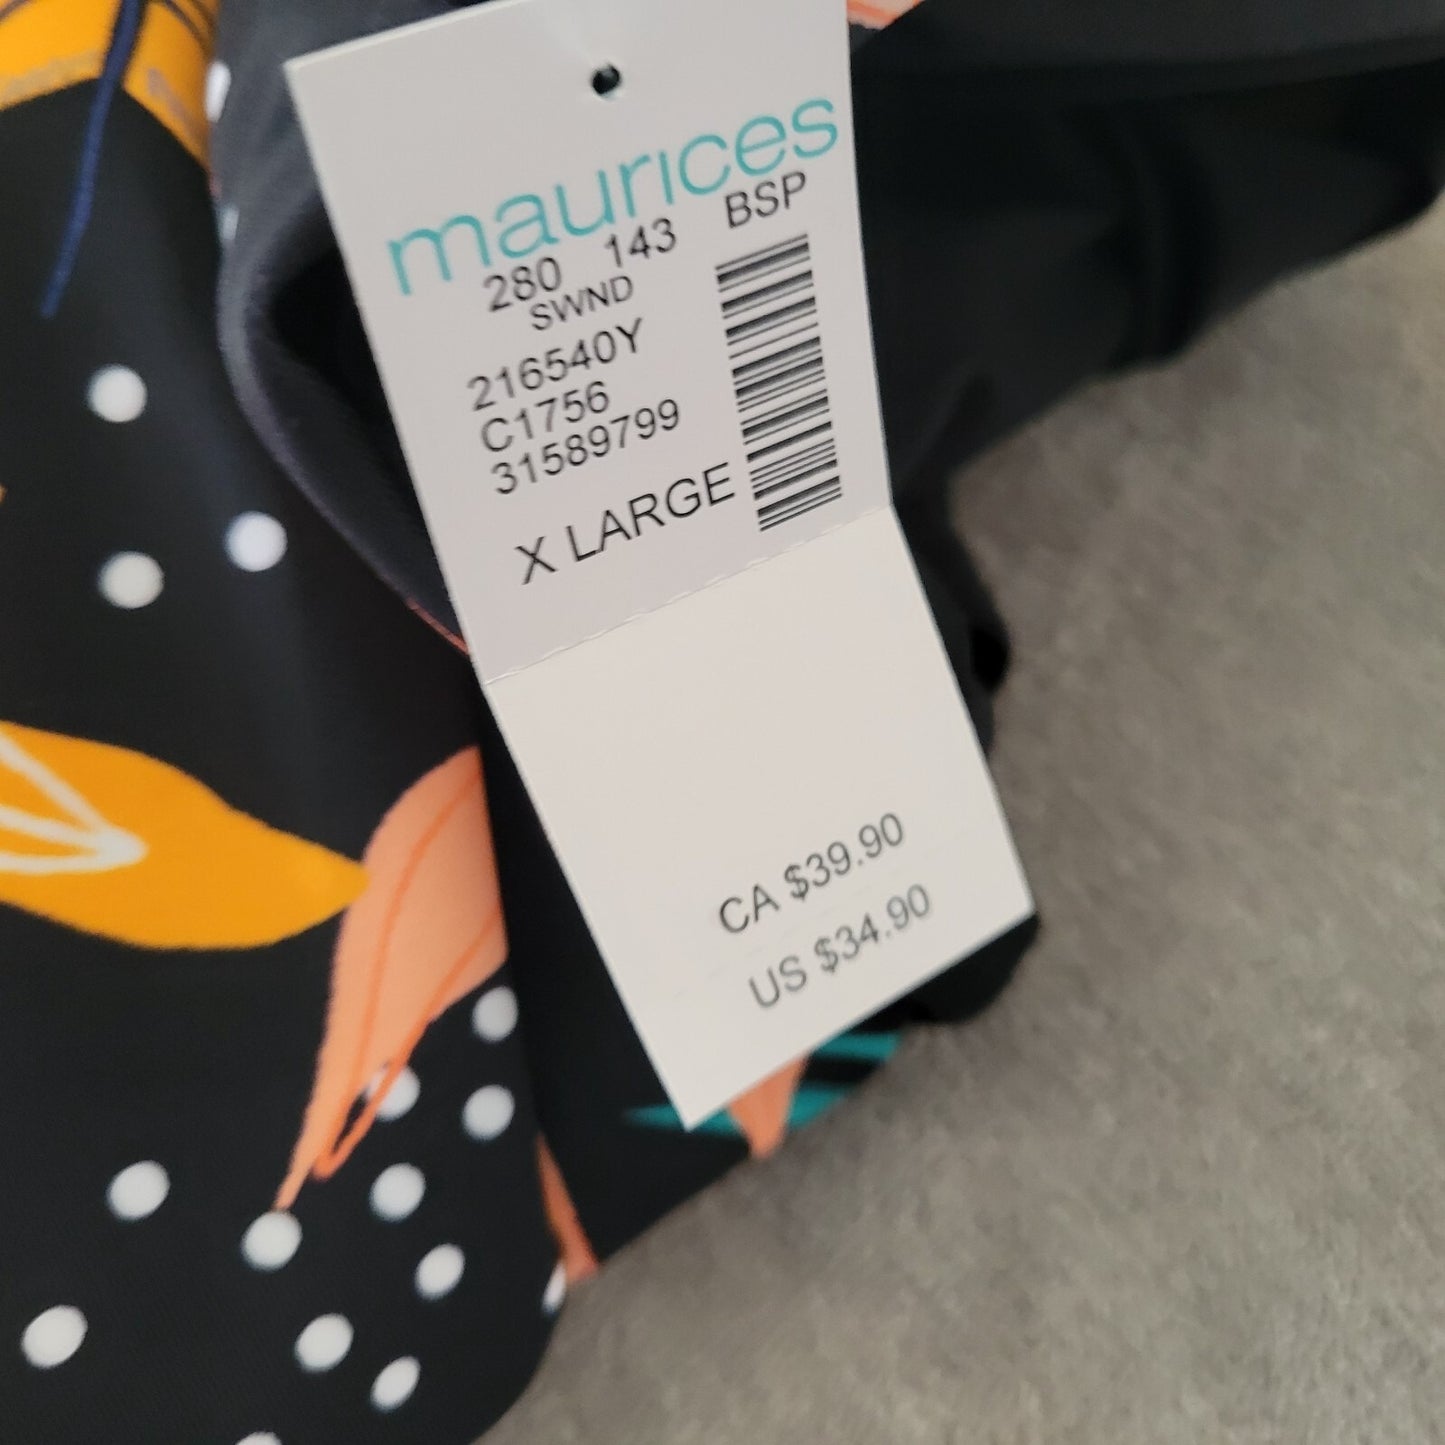 maurices
280 143 BSP
SWND
216540Y
C1756
31589799
X LARGE
CA $39.90
US $34.90